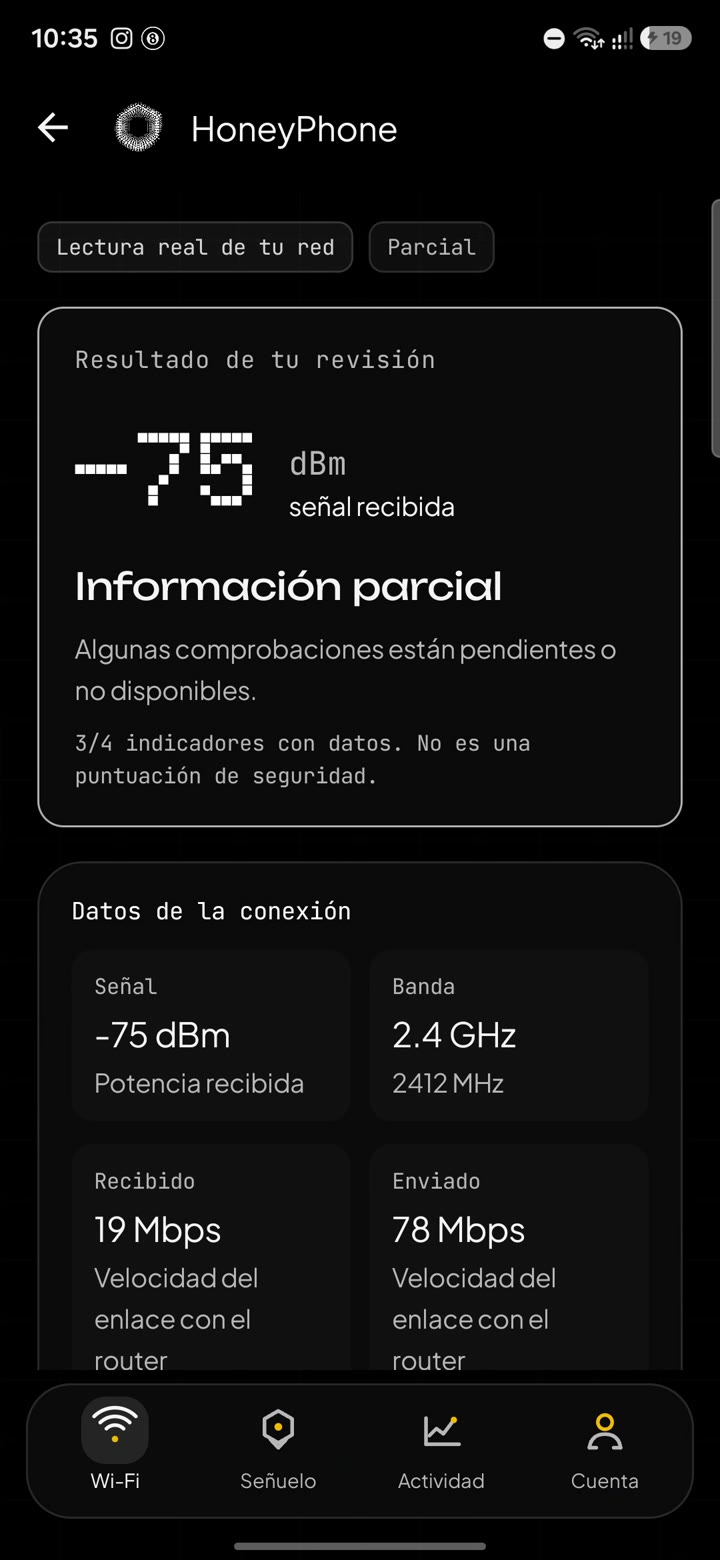 10:35
19
HoneyPhone
Lectura real de tu red
Parcial
Resultado de tu revisión
-75
dBm
señal recibida
Información parcial
Algunas comprobaciones están pendientes o
no disponibles.
3/4 indicadores con datos. No es una
puntuación de seguridad.
Datos de la conexión
Señal
-75 dBm
Potencia recibida
Banda
2.4 GHz
2412 MHz
Recibido
19 Mbps
Velocidad del
enlace con el
router
Enviado
78 Mbps
Velocidad del
enlace con el
router
Wi-Fi
Señuelo
Actividad
Cuenta